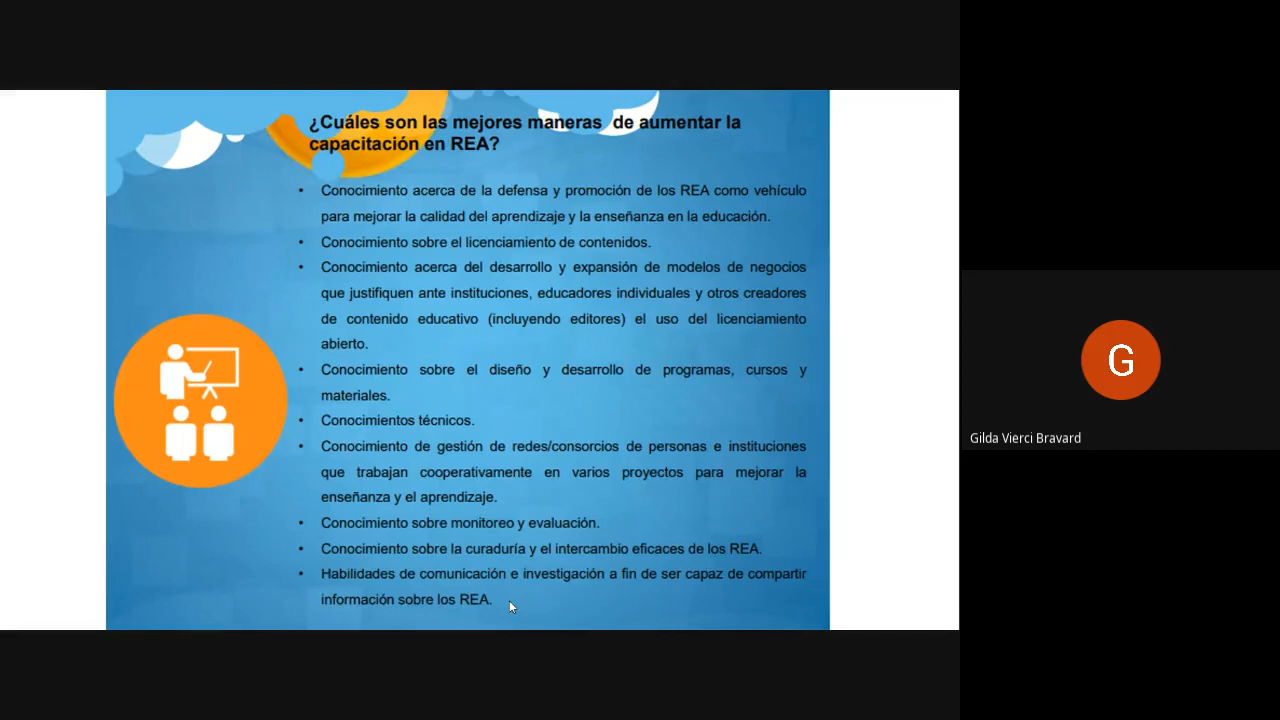 ¿Cuáles son las mejores maneras de aumentar la
capacitación en REA?
• Conocimiento acerca de la defensa y promoción de los REA como vehículo
para mejorar la calidad del aprendizaje y la enseñanza en la educación.
• Conocimiento sobre el licenciamiento de contenidos.
• Conocimiento acerca del desarrollo y expansión de modelos de negocios
que justifiquen ante instituciones, educadores individuales y otros creadores
de contenido educativo (incluyendo editores) el uso del licenciamiento
abierto.
• Conocimiento sobre el diseño y desarrollo de programas, cursos y
materiales.
• Conocimientos técnicos.
• Conocimiento de gestión de redes/consorcios de personas e instituciones
que trabajan cooperativamente en varios proyectos para mejorar la
enseñanza y el aprendizaje.
• Conocimiento sobre monitoreo y evaluación.
• Conocimiento sobre la curaduría y el intercambio eficaces de los REA.
• Habilidades de comunicación e investigación a fin de ser capaz de compartir
información sobre los REA.
G
Gilda Vierci Bravard